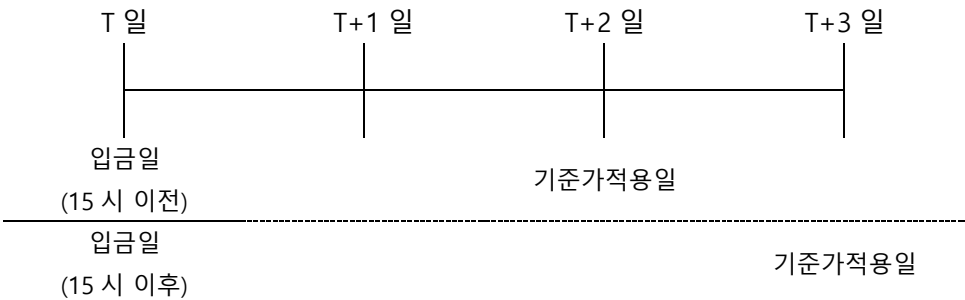 T 일 T+1 일 T+2 일 T+3 일
입금일
(15 시 이전)
기준가적용일
입금일
(15 시 이후)
기준가적용일